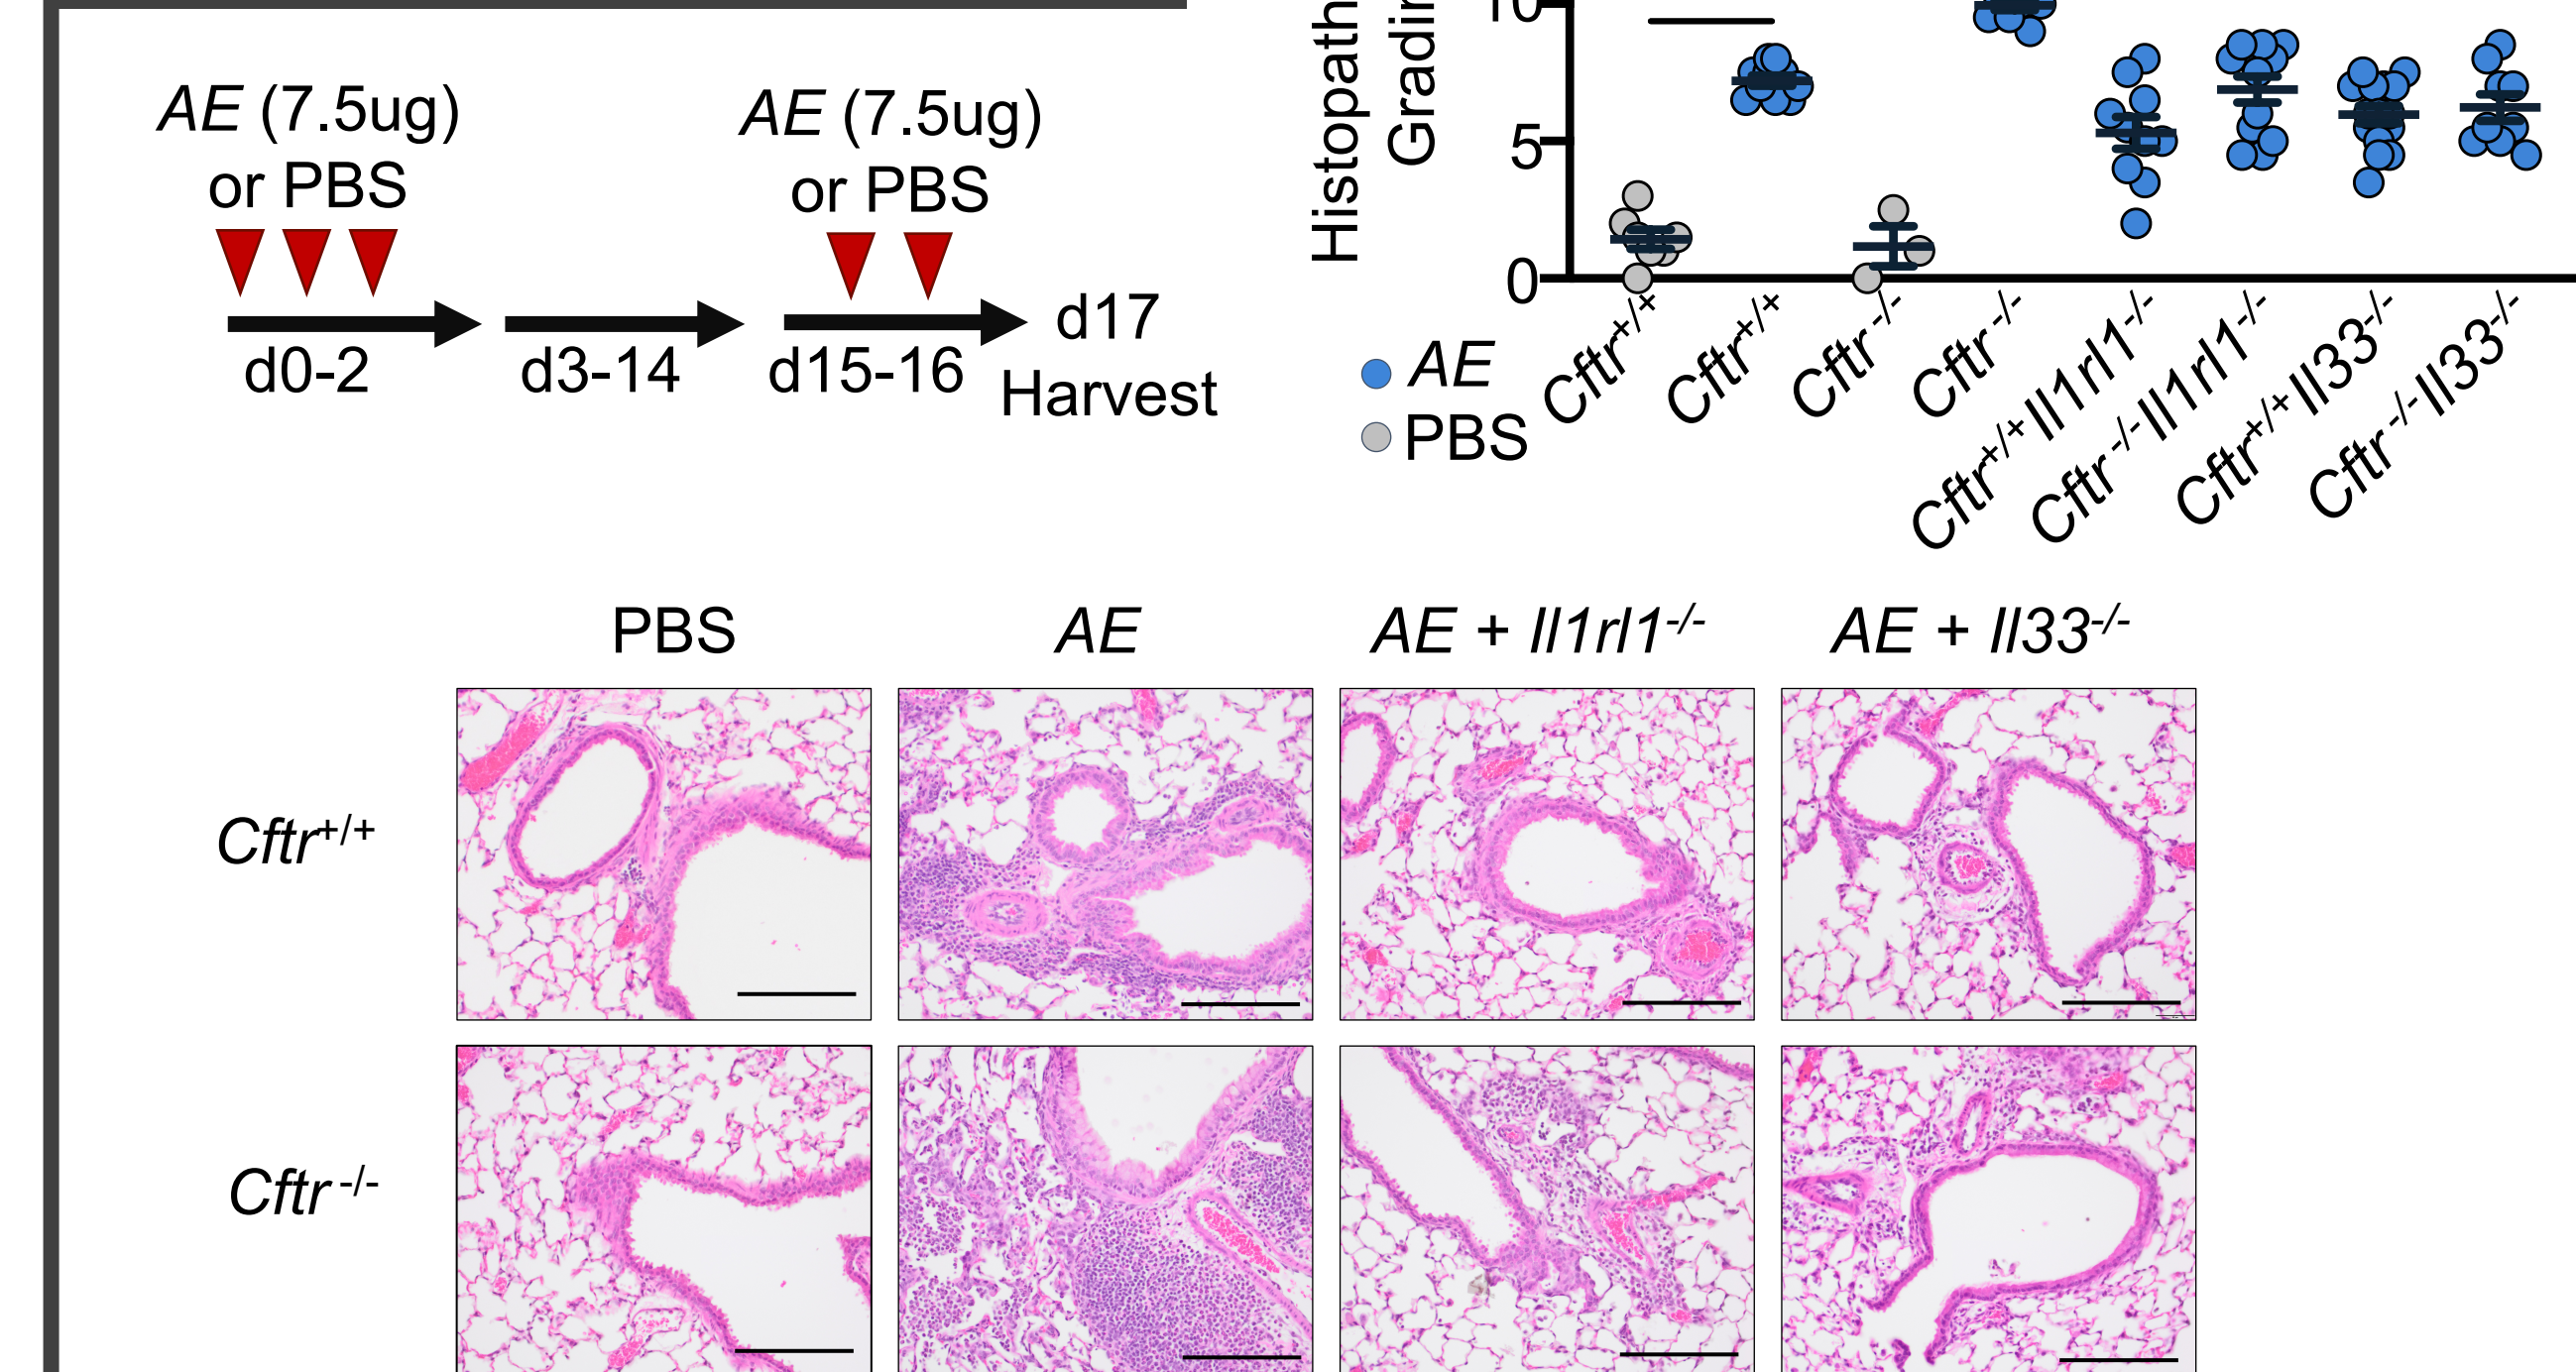 AE (7.5ug)
or PBS
d0-2
d3-14
AE (7.5ug)
or PBS
d15-16
d17
Harvest
10
5
0
Cftr+/+
Cftr+/+
Cftr -/-
Cftr -/-
Cftr+/+Il1rl1-/-
Cftr -/-Il1rl1-/-
Cftr+/+Il33-/-
Cftr -/-Il33-/-
AE
PBS
PBS
AE
AE + Il1rl1-/-
AE + Il33-/-
Cftr+/+
Cftr -/-